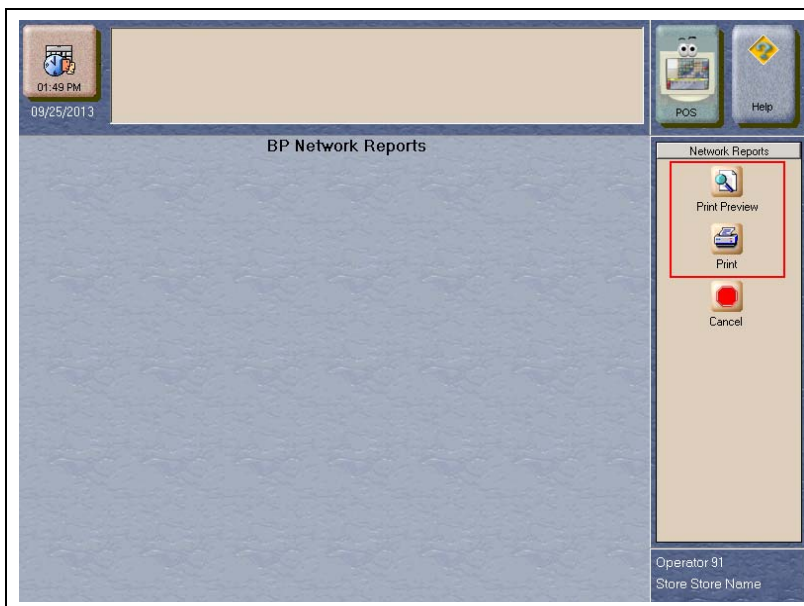 01:49 PM
09/25/2013
POS
Help
BP Network Reports
Network Reports
Print Preview
Print
Cancel
Operator 91
Store Store Name